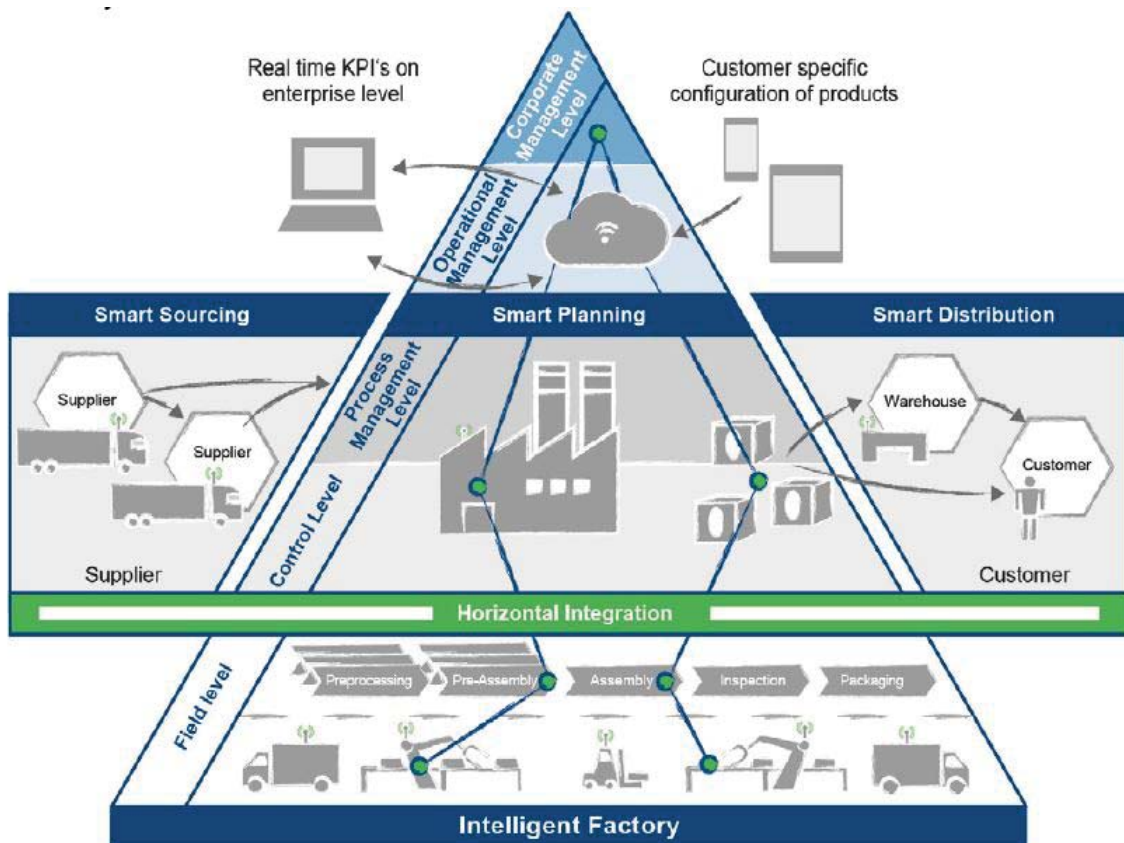 Real time KPI's on
enterprise level
Customer specific
configuration of products
Corporate
Management
Level
Operational
Management
Level
Smart Sourcing
Smart Planning
Smart Distribution
Process
Management
Level
Supplier
Supplier
Warehouse
Customer
Control Level
Supplier
Customer
Horizontal Integration
Field level
Preprocessing
Pre-Assembly
Assembly
Inspection
Packaging
Intelligent Factory